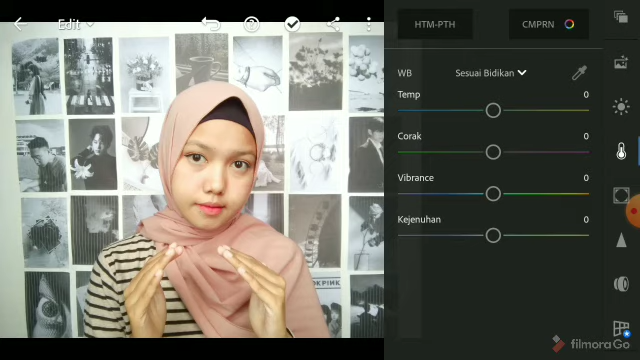 Edit
HTM-PTH
CMPRN
WB
Sesuai Bidikan
Temp
0
Corak
0
Vibrance
0
Kejenuhan
0
filmoraGo